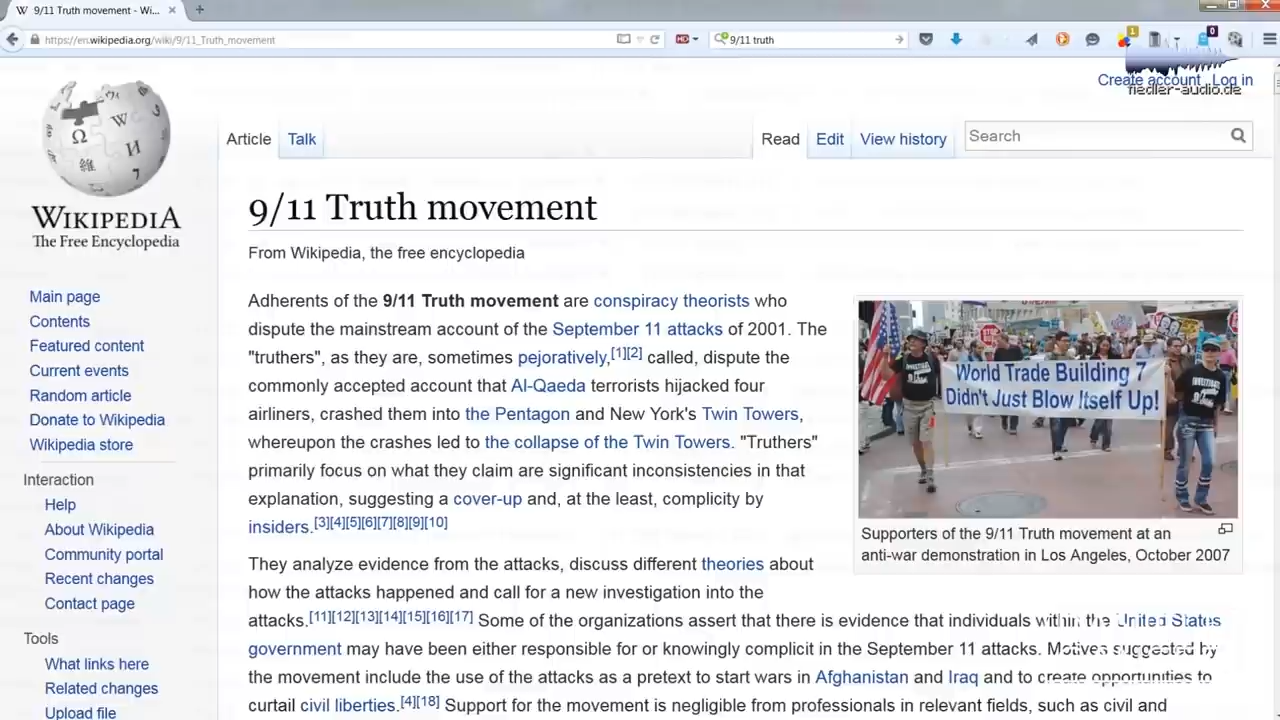 9/11 Truth movement - Wi...
https://en.wikipedia.org/wiki/9/11_Truth_movement
9/11 truth
1
0
Create account Log in
fiedler-audio.de
Article Talk Read Edit View history Search
WIKIPEDIA
The Free Encyclopedia
9/11 Truth movement
From Wikipedia, the free encyclopedia
Main page
Contents
Featured content
Current events
Random article
Donate to Wikipedia
Wikipedia store
Interaction
Help
About Wikipedia
Community portal
Recent changes
Contact page
Tools
What links here
Related changes
Upload file
Adherents of the 9/11 Truth movement are conspiracy theorists who
dispute the mainstream account of the September 11 attacks of 2001. The
"truthers", as they are, sometimes pejoratively,[1][2] called, dispute the
commonly accepted account that Al-Qaeda terrorists hijacked four
airliners, crashed them into the Pentagon and New York's Twin Towers,
whereupon the crashes led to the collapse of the Twin Towers. "Truthers"
primarily focus on what they claim are significant inconsistencies in that
explanation, suggesting a cover-up and, at the least, complicity by
insiders.[3][4][5][6][7][8][9][10]
World Trade Building 7
Didn't Just Blow Itself Up!
Supporters of the 9/11 Truth movement at an
anti-war demonstration in Los Angeles, October 2007
They analyze evidence from the attacks, discuss different theories about
how the attacks happened and call for a new investigation into the
attacks.[11][12][13][14][15][16][17] Some of the organizations assert that there is evidence that individuals within the United States
government may have been either responsible for or knowingly complicit in the September 11 attacks. Motives suggested by
the movement include the use of the attacks as a pretext to start wars in Afghanistan and Iraq and to create opportunities to
curtail civil liberties.[4][18] Support for the movement is negligible from professionals in relevant fields, such as civil and